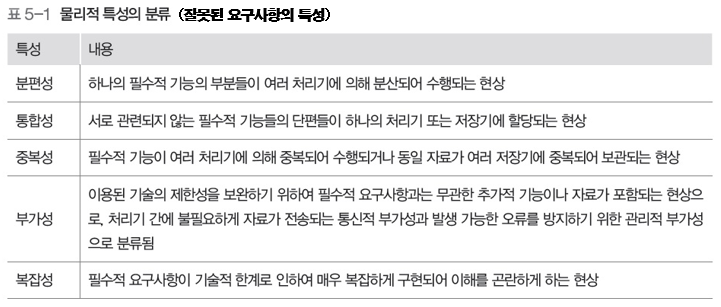 표 5-1 물리적 특성의 분류 (잘못된 요구사항의 특성)
특성 내용
분편성 하나의 필수적 기능의 부분들이 여러 처리기에 의해 분산되어 수행되는 현상
통합성 서로 관련되지 않는 필수적 기능들의 단편들이 하나의 처리기 또는 저장기에 할당되는 현상
중복성 필수적 기능이 여러 처리기에 의해 중복되어 수행되거나 동일 자료가 여러 저장기에 중복되어 보관되는 현상
이용된 기술의 제한성을 보완하기 위하여 필수적 요구사항과는 무관한 추가적 기능이나 자료가 포함되는 현상으
부가성 로, 처리기 간에 불필요하게 자료가 전송되는 통신적 부가성과 발생 가능한 오류를 방지하기 위한 관리적 부가성
으로 분류됨
복잡성 필수적 요구사항이 기술적 한계로 인하여 매우 복잡하게 구현되어 이해를 곤란하게 하는 현상